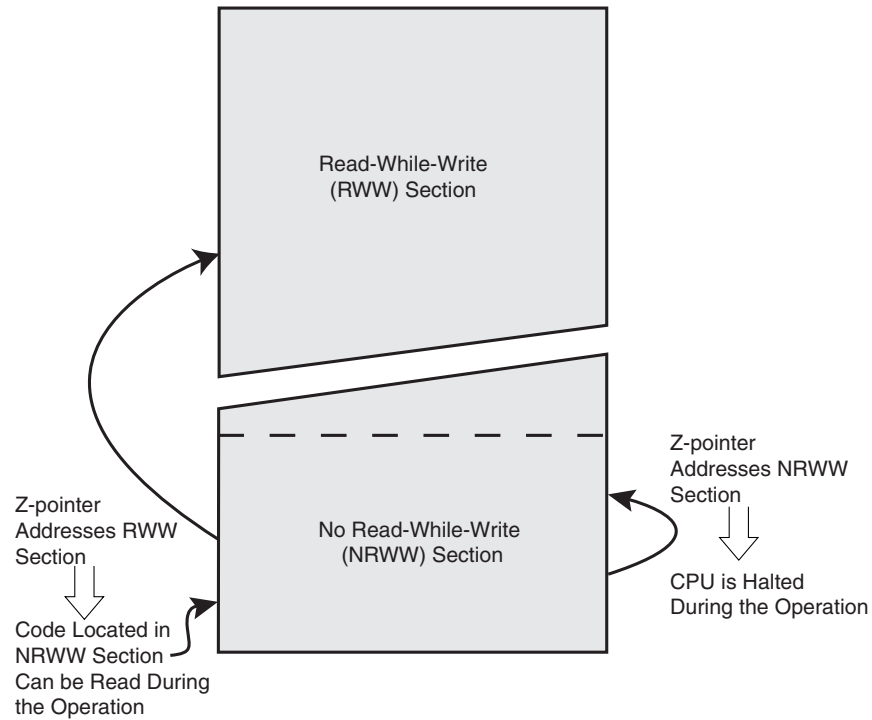 Read-While-Write
(RWW) Section
Z-pointer
Addresses NRWW
Section
Z-pointer
Addresses RWW
Section
No Read-While-Write
(NRWW) Section
CPU is Halted
During the Operation
Code Located in
NRWW Section
Can be Read During
the Operation